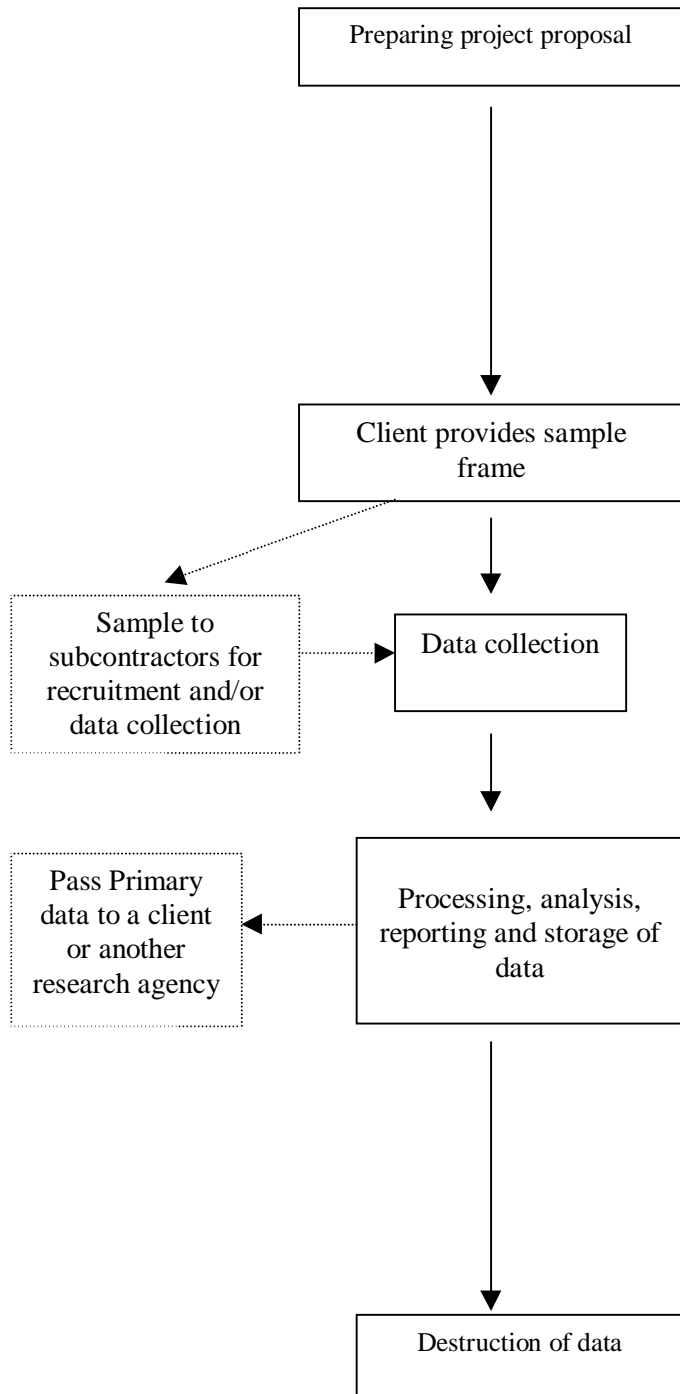 Preparing project proposal
Client provides sample
frame
Sample to
subcontractors for
recruitment and/or
data collection
Data collection
Pass Primary
data to a client
or another
research agency
Processing, analysis,
reporting and storage of
data
Destruction of data